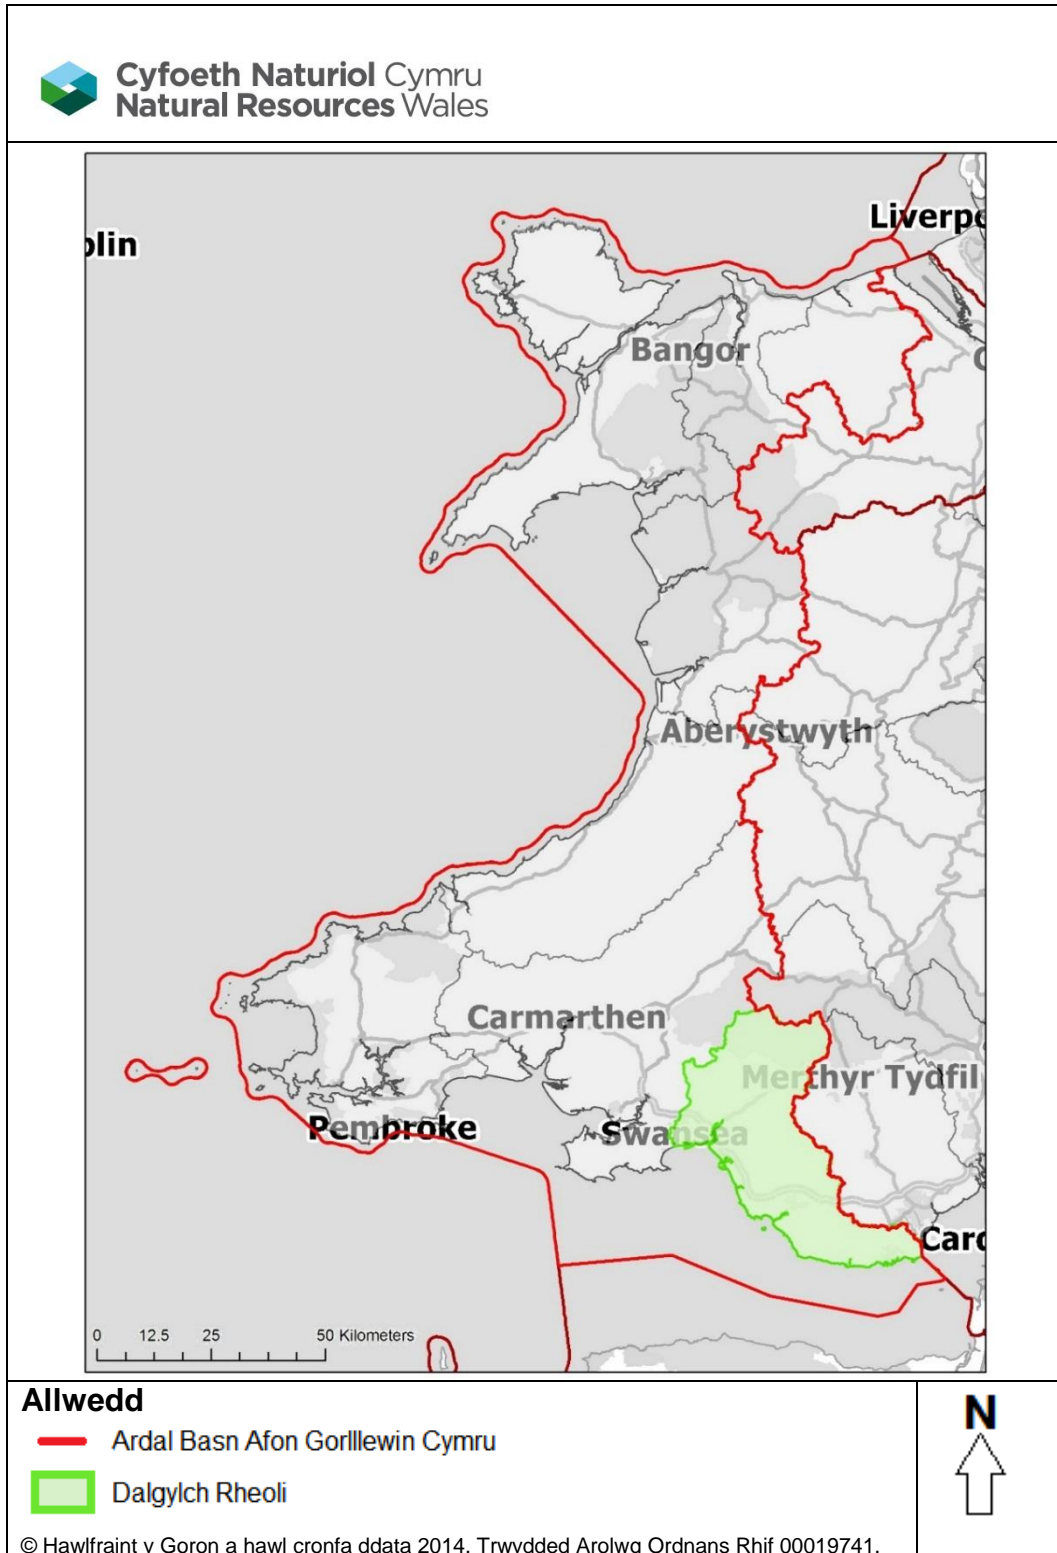 Cyfoeth Naturiol Cymru
Natural Resources Wales
Liverpo
blin
Bangor
Aberystwyth
Carmarthen
Merthyr Tydfil
Pembroke
Swansea
Card
0 12.5 25 50 Kilometers
Allwedd
N
Ardal Basn Afon Gorlllewin Cymru
Dalgylch Rheoli
© Hawlfraint y Goron a hawl cronfa ddata 2014. Trwydded Arolwg Ordnans Rhif 00019741.